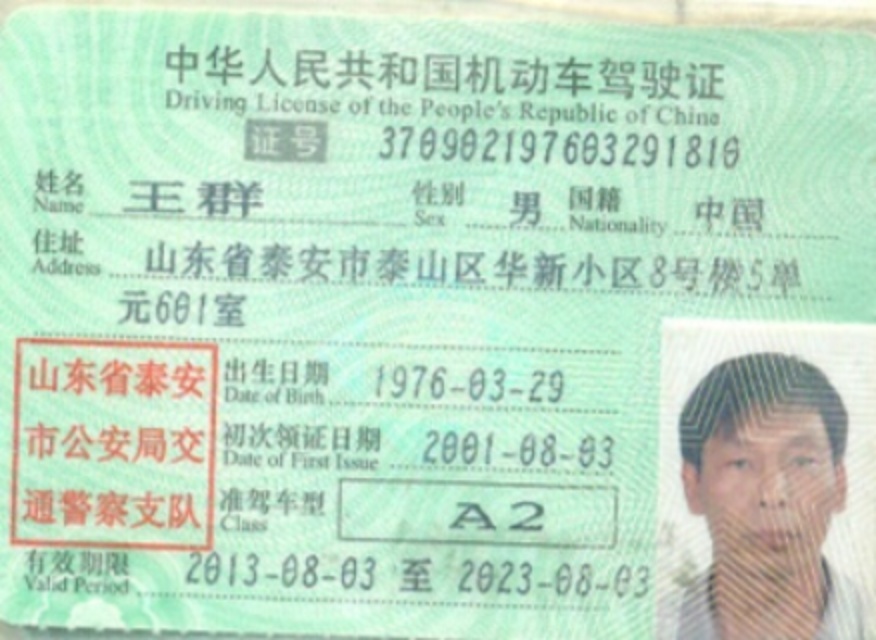 中华人民共和国机动车驾驶证
Driving License of the People's Republic of China
证号 370902197603291810
姓名 Name 王群 性别 Sex 男 国籍 Nationality 中国
住址 Address 山东省泰安市泰山区华新小区8号楼5单
元601室
山东省泰安
市公安局交
通警察支队
出生日期 Date of Birth 1976-03-29
初次领证日期 Date of First Issue 2001-08-03
准驾车型 Class A2
有效期限 Valid Period 2013-08-03 至 2023-08-03